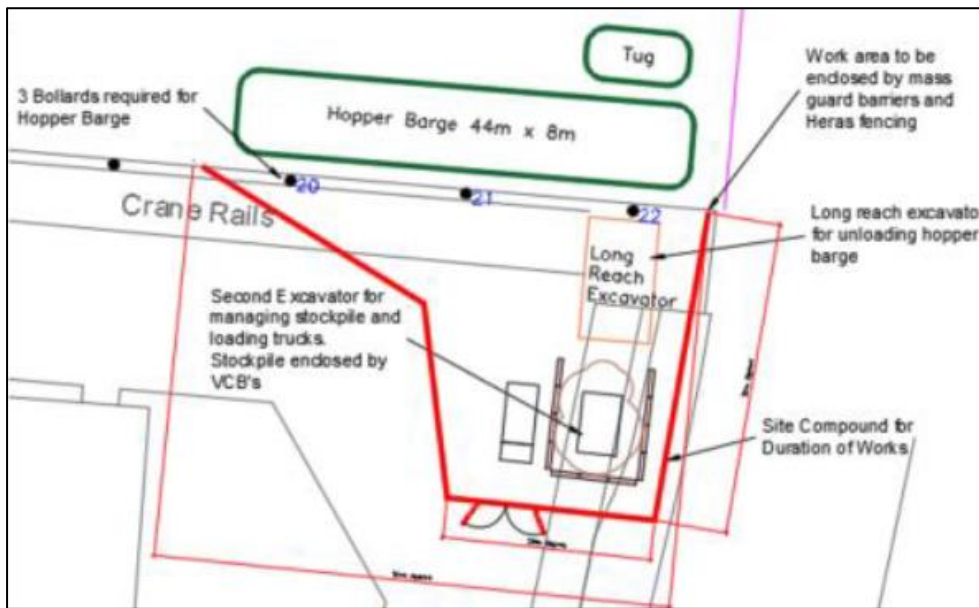 Tug
Work area to be
enclosed by mass
guard barriers and
Heras fencing
3 Bollards required for
Hopper Barge
Hopper Barge 44m x 8m
20
21
22
Crane Rails
Long reach excavato
for unloading hopper
barge
Long
Reach
Excavator
Second Excavator for
managing stockpile and
loading trucks.
Stockpile enclosed by
VCB's
Site Compound for
Duration of Works